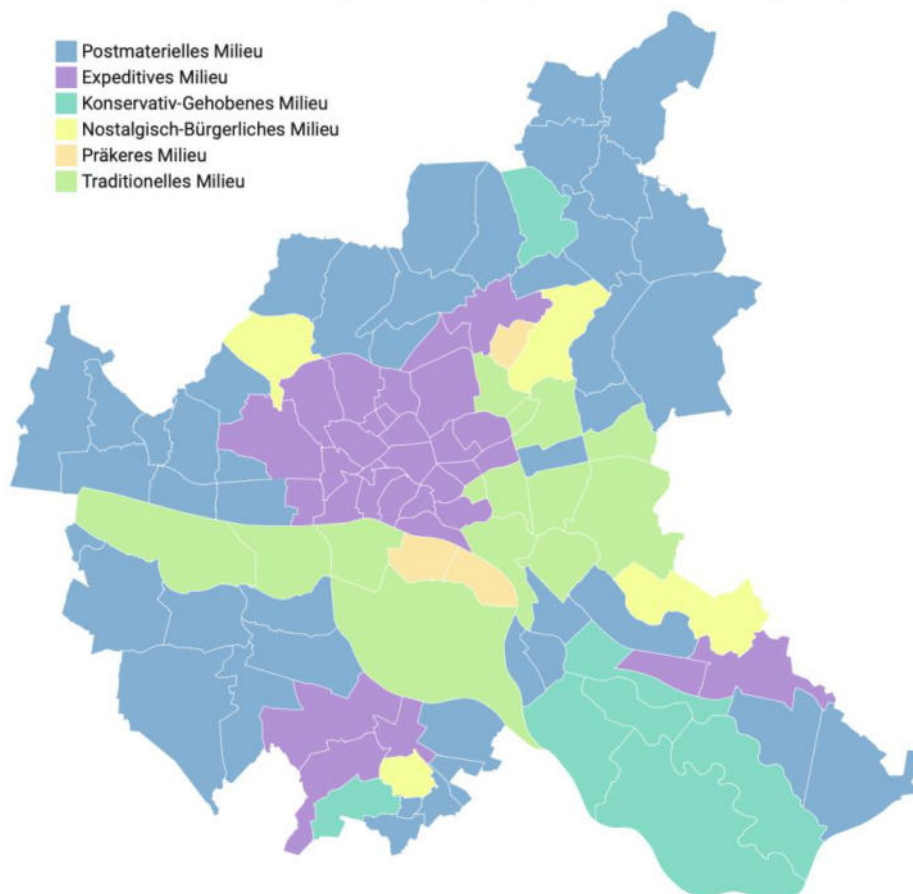 Postmaterielles Milieu
Expeditives Milieu
Konservativ-Gehobenes Milieu
Nostalgisch-Bürgerliches Milieu
Präkeres Milieu
Traditionelles Milieu